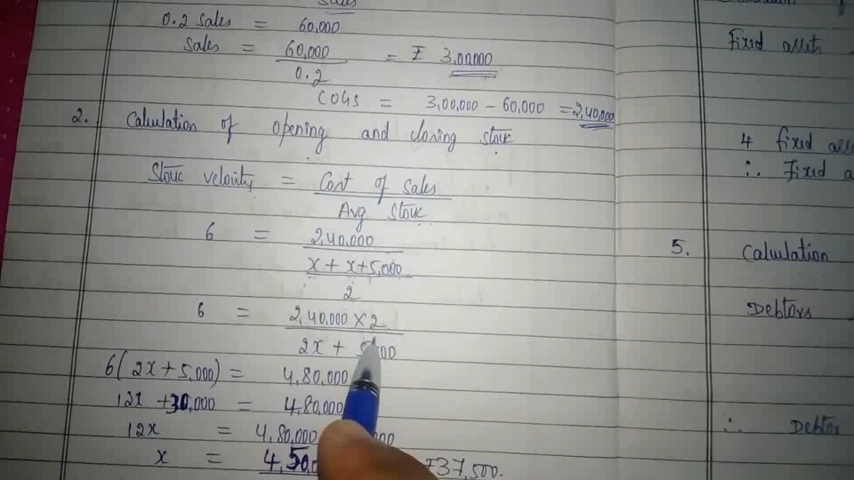 Sales
0.2 Sales = 60,000
Sales = 60,000 / 0.2 = ₹ 3,00,000
COGS = 3,00,000 - 60,000 = 2,40,000
2. Calculation of opening and closing stock
Stock velocity = Cost of Sales / Avg Stock
6 = 2,40,000 / x + x + 5,000 / 2
6 = 2,40,000 x 2 / 2x +
6(2x + 5,000) = 4,80,000
12x + 30,000 = 4,80,000
12x = 4,80,000
x = ₹37,500.
Fixed assets
4 fixed
∴ Fixed
5. Calculation
Debtors
∴ Debtor